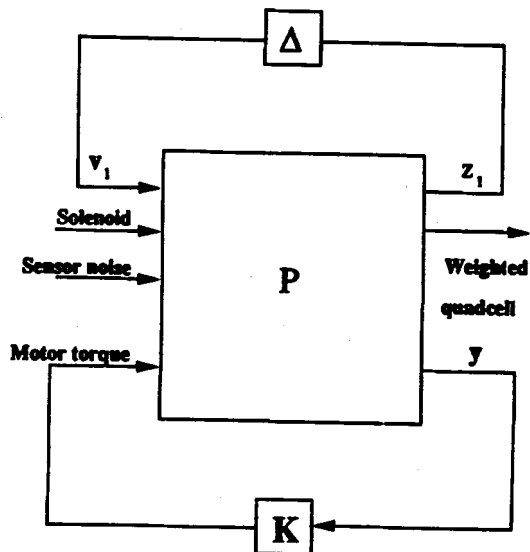 Δ
v₁
z₁
Solenoid
Sensor noise
P
Weighted
quadcell
Motor torque
y
K